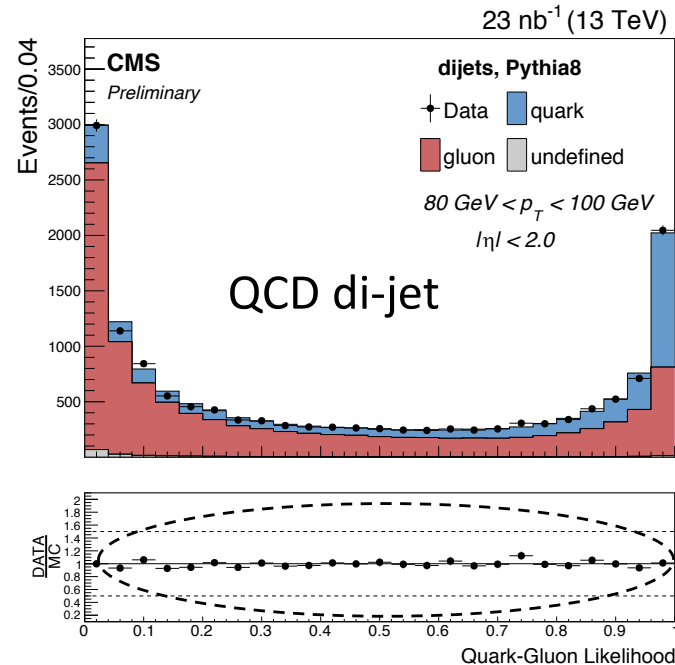 23 nb⁻¹ (13 TeV)
CMS
Preliminary
dijets, Pythia8
Data
quark
gluon
undefined
80 GeV < p_T < 100 GeV
|η| < 2.0
QCD di-jet
Events/0.04
3500
3000
2500
2000
1500
1000
500
DATA
MC
2
1.8
1.6
1.4
1.2
1
0.8
0.6
0.4
0.2
0 0.1 0.2 0.3 0.4 0.5 0.6 0.7 0.8 0.9 1
Quark-Gluon Likelihood